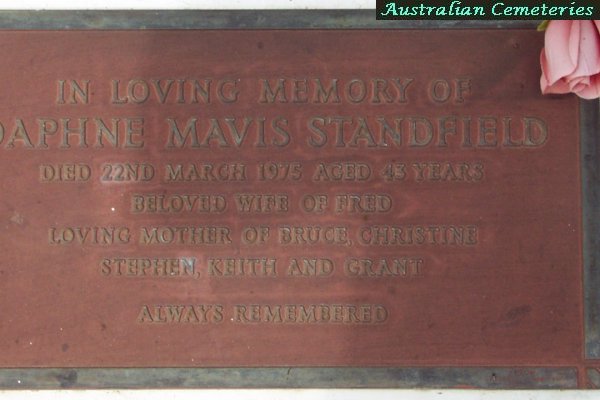 Australian Cemeteries
IN LOVING MEMORY OF
DAPHNE MAVIS STANDFIELD
DIED 22ND MARCH 1975 AGED 43 YEARS
BELOVED WIFE OF FRED
LOVING MOTHER OF BRUCE, CHRISTINE
STEPHEN, KEITH AND GRANT
ALWAYS REMEMBERED